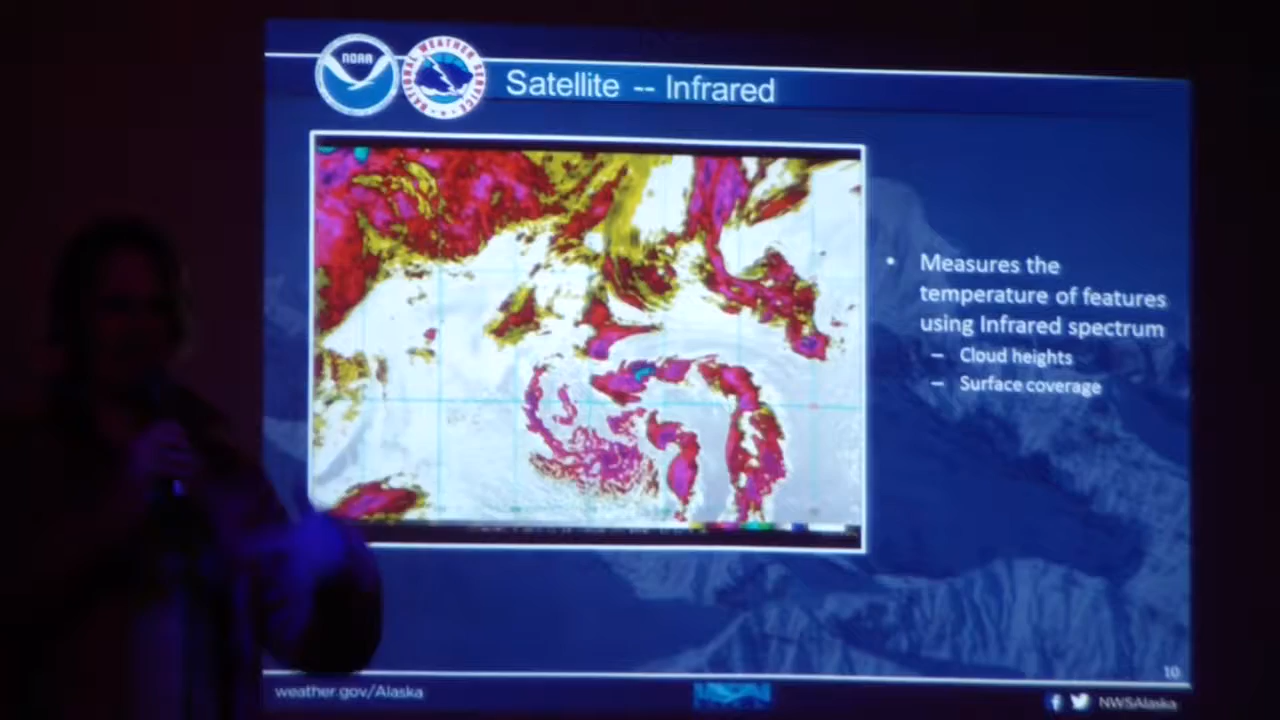 NOAA
NATIONAL WEATHER SERVICE
Satellite -- Infrared
• Measures the
temperature of features
using Infrared spectrum
– Cloud heights
– Surface coverage
10
weather.gov/Alaska
NWSAlaska